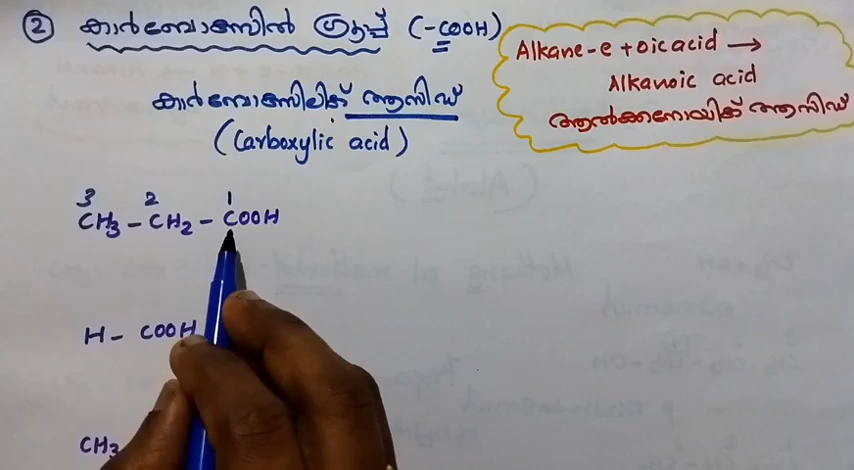 ② കാർബോക്സിൽ ഗ്രൂപ്പ് (-COOH)
കാർബോക്സിലിക് ആസിഡ്
(Carboxylic acid)
Alkane-e + oic acid →
Alkanoic acid
ആൽക്കനോയിക് ആസിഡ്
3 2 1
CH₃ - CH₂ - COOH
H - COOH
CH₃